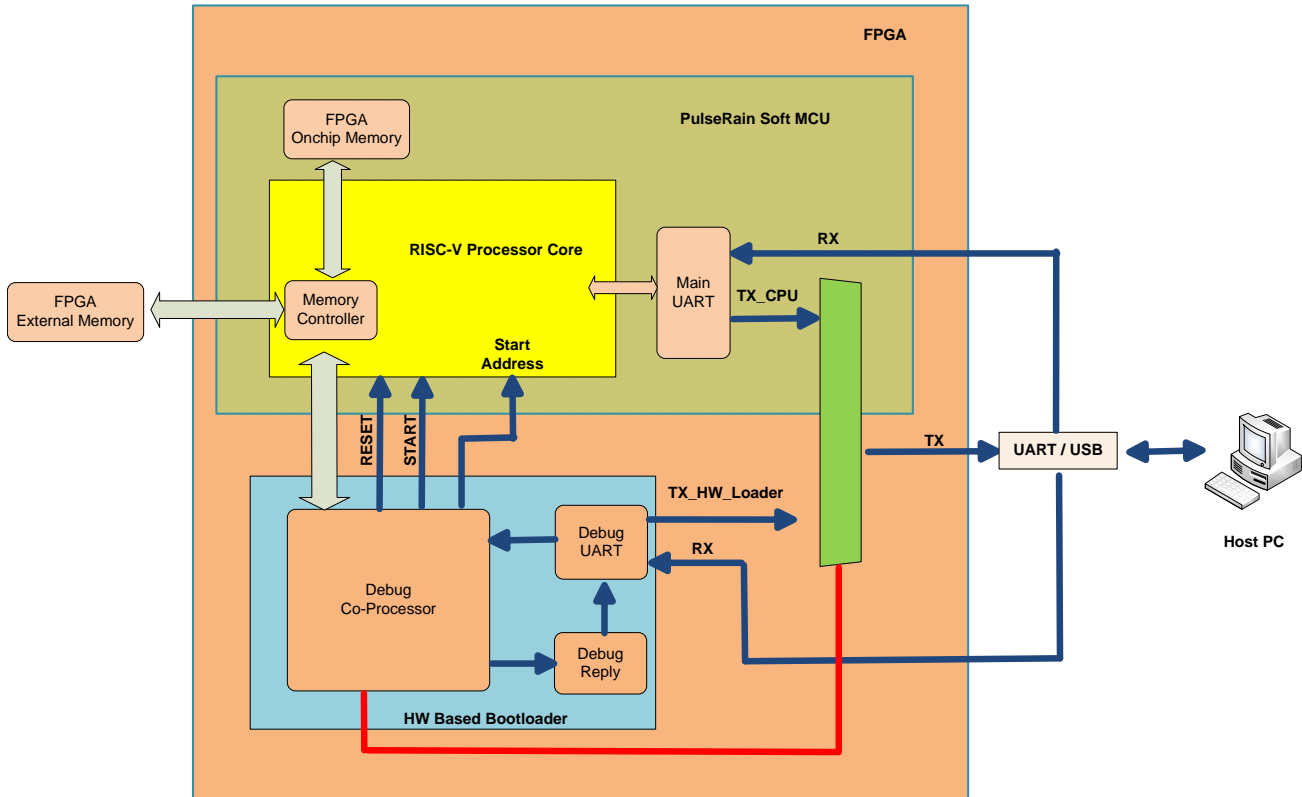 FPGA
PulseRain Soft MCU
FPGA
Onchip Memory
RISC-V Processor Core
RX
Main
UART
TX_CPU
FPGA
External Memory
Memory
Controller
Start
Address
RESET
START
TX
UART / USB
TX_HW_Loader
Debug
UART
RX
Host PC
Debug
Co-Processor
Debug
Reply
HW Based Bootloader